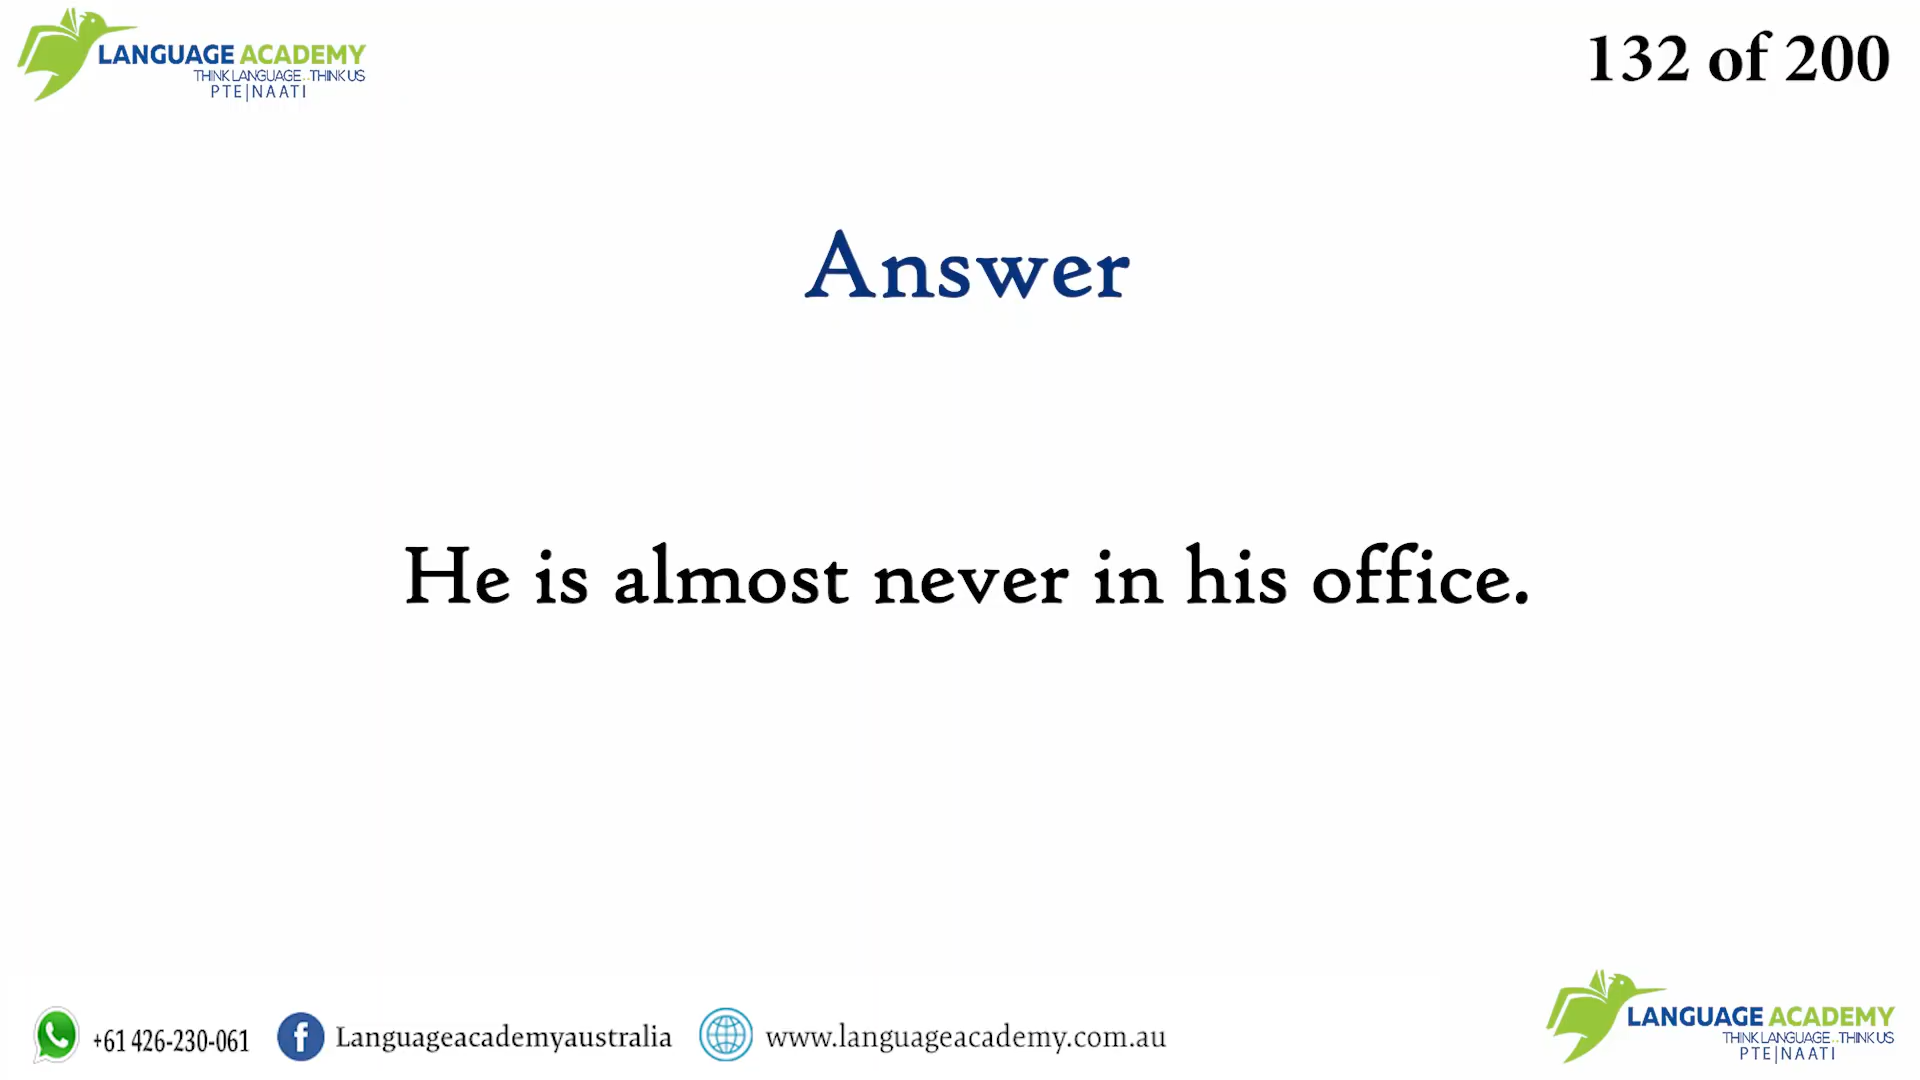 LANGUAGE ACADEMY
THINK LANGUAGE..THINK US
PTE|NAATI
132 of 200
Answer
He is almost never in his office.
+61 426-230-061
Languageacademyaustralia
www.languageacademy.com.au
LANGUAGE ACADEMY
THINK LANGUAGE..THINK US
PTE|NAATI